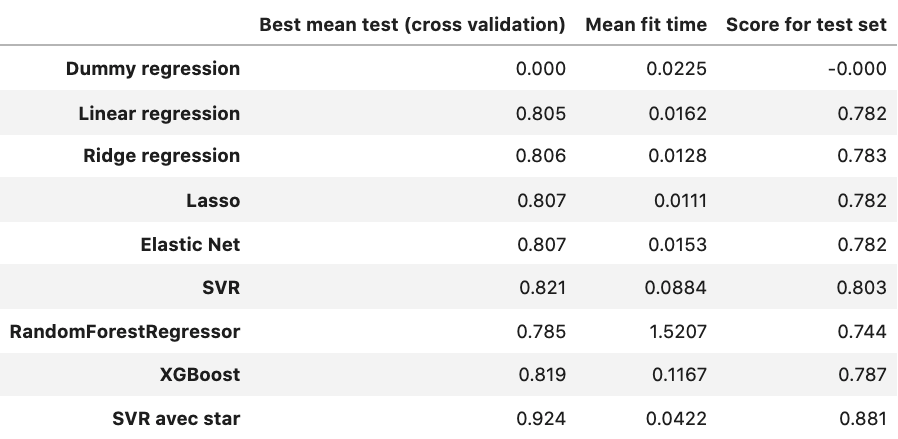 Best mean test (cross validation) Mean fit time Score for test set
Dummy regression 0.000 0.0225 -0.000
Linear regression 0.805 0.0162 0.782
Ridge regression 0.806 0.0128 0.783
Lasso 0.807 0.0111 0.782
Elastic Net 0.807 0.0153 0.782
SVR 0.821 0.0884 0.803
RandomForestRegressor 0.785 1.5207 0.744
XGBoost 0.819 0.1167 0.787
SVR avec star 0.924 0.0422 0.881